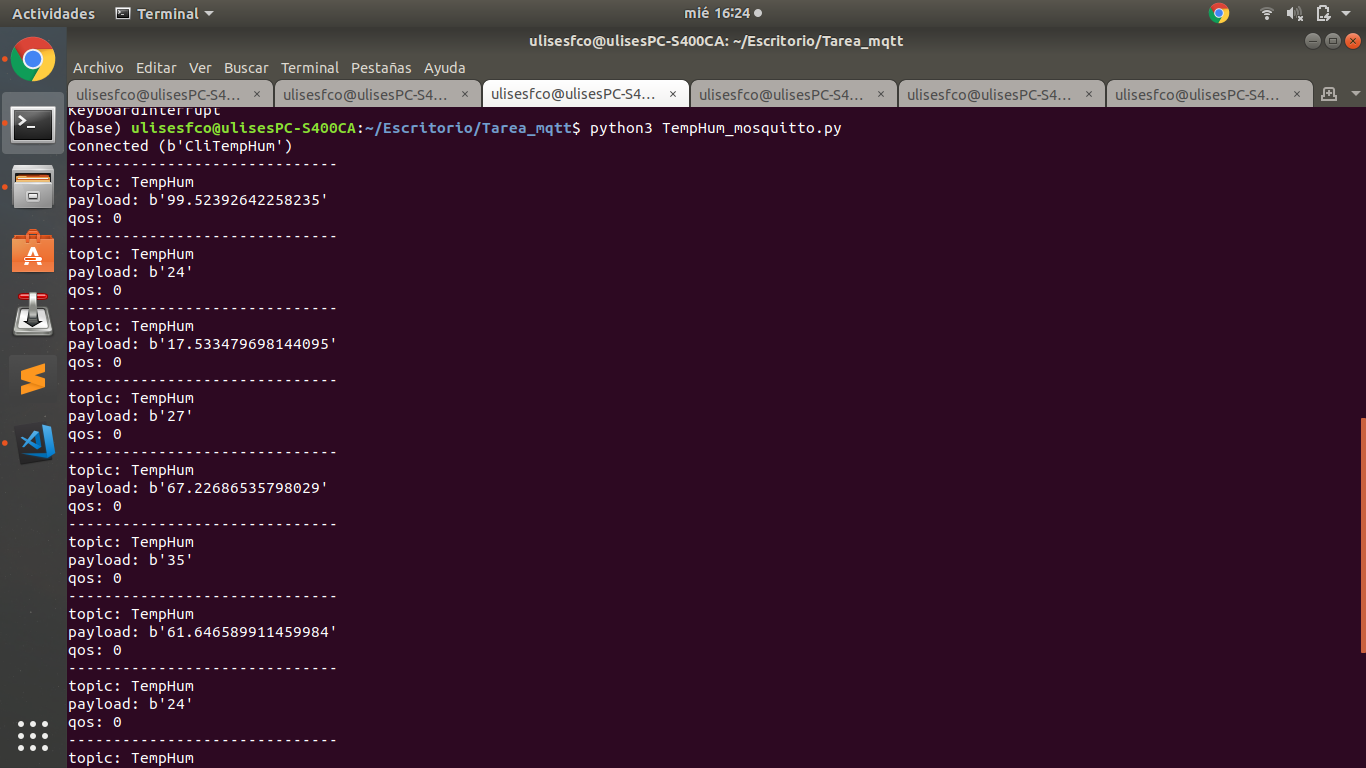 Actividades Terminal mié 16:24
ulisesfco@ulisesPC-S400CA: ~/Escritorio/Tarea_mqtt
Archivo Editar Ver Buscar Terminal Pestañas Ayuda
ulisesfco@ulisesPC-S4… × ulisesfco@ulisesPC-S4… × ulisesfco@ulisesPC-S4… × ulisesfco@ulisesPC-S4… × ulisesfco@ulisesPC-S4… × ulisesfco@ulisesPC-S4… ×
KeyboardInterrupt
(base) ulisesfco@ulisesPC-S400CA:~/Escritorio/Tarea_mqtt$ python3 TempHum_mosquitto.py
connected (b'CliTempHum')
------------------------------
topic: TempHum
payload: b'99.52392642258235'
qos: 0
------------------------------
topic: TempHum
payload: b'24'
qos: 0
------------------------------
topic: TempHum
payload: b'17.533479698144095'
qos: 0
------------------------------
topic: TempHum
payload: b'27'
qos: 0
------------------------------
topic: TempHum
payload: b'67.22686535798029'
qos: 0
------------------------------
topic: TempHum
payload: b'35'
qos: 0
------------------------------
topic: TempHum
payload: b'61.646589911459984'
qos: 0
------------------------------
topic: TempHum
payload: b'24'
qos: 0
------------------------------
topic: TempHum